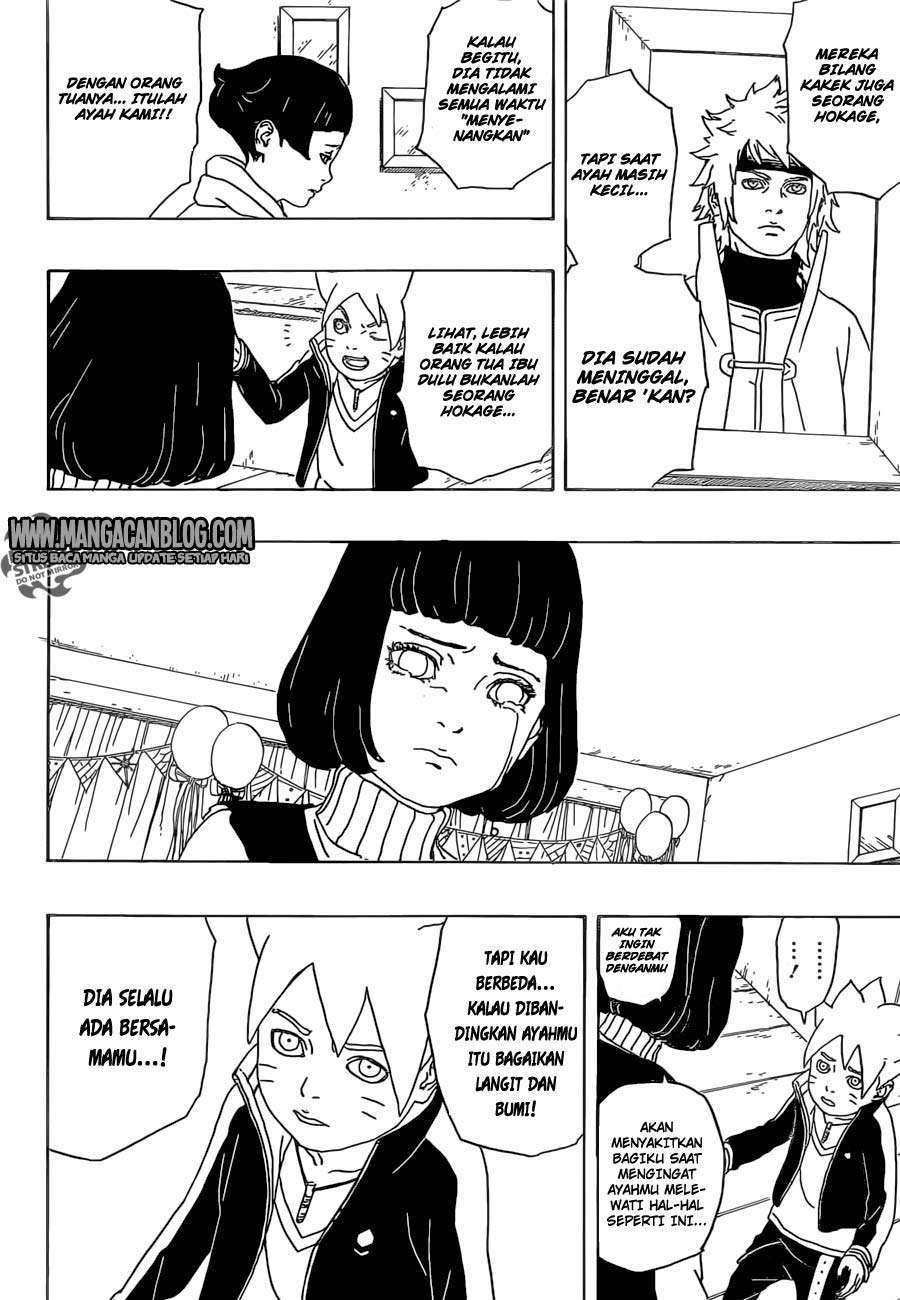 MEREKA
BILANG
KAKEK JUGA
SEORANG
HOKAGE,
TAPI SAAT
AYAH MASIH
KECIL...
DIA SUDAH
MENINGGAL,
BENAR 'KAN?
KALAU
BEGITU,
DIA TIDAK
MENGALAMI
SEMUA WAKTU
"MENYE-
NANGKAN"
DENGAN ORANG
TUANYA... ITULAH
AYAH KAMI!!
LIHAT, LEBIH
BAIK KALAU
ORANG TUA IBU
DULU BUKANLAH
SEORANG
HOKAGE...
WWW.MANGACANBLOG.COM
SITUS BACA MANGA UPDATE SETIAP HARI
DO NOT MIRROR
AKU TAK
INGIN
BERDEBAT
DENGANMU
......!
AKAN
MENYAKITKAN
BAGIKU SAAT
MENGINGAT
AYAHMU MELE-
WATI HAL-HAL
SEPERTI INI...
TAPI KAU
BERBEDA...
KALAU DIBAN-
DINGKAN AYAHMU
ITU BAGAIKAN
LANGIT DAN
BUMI!
DIA SELALU
ADA BERSA-
MAMU...!